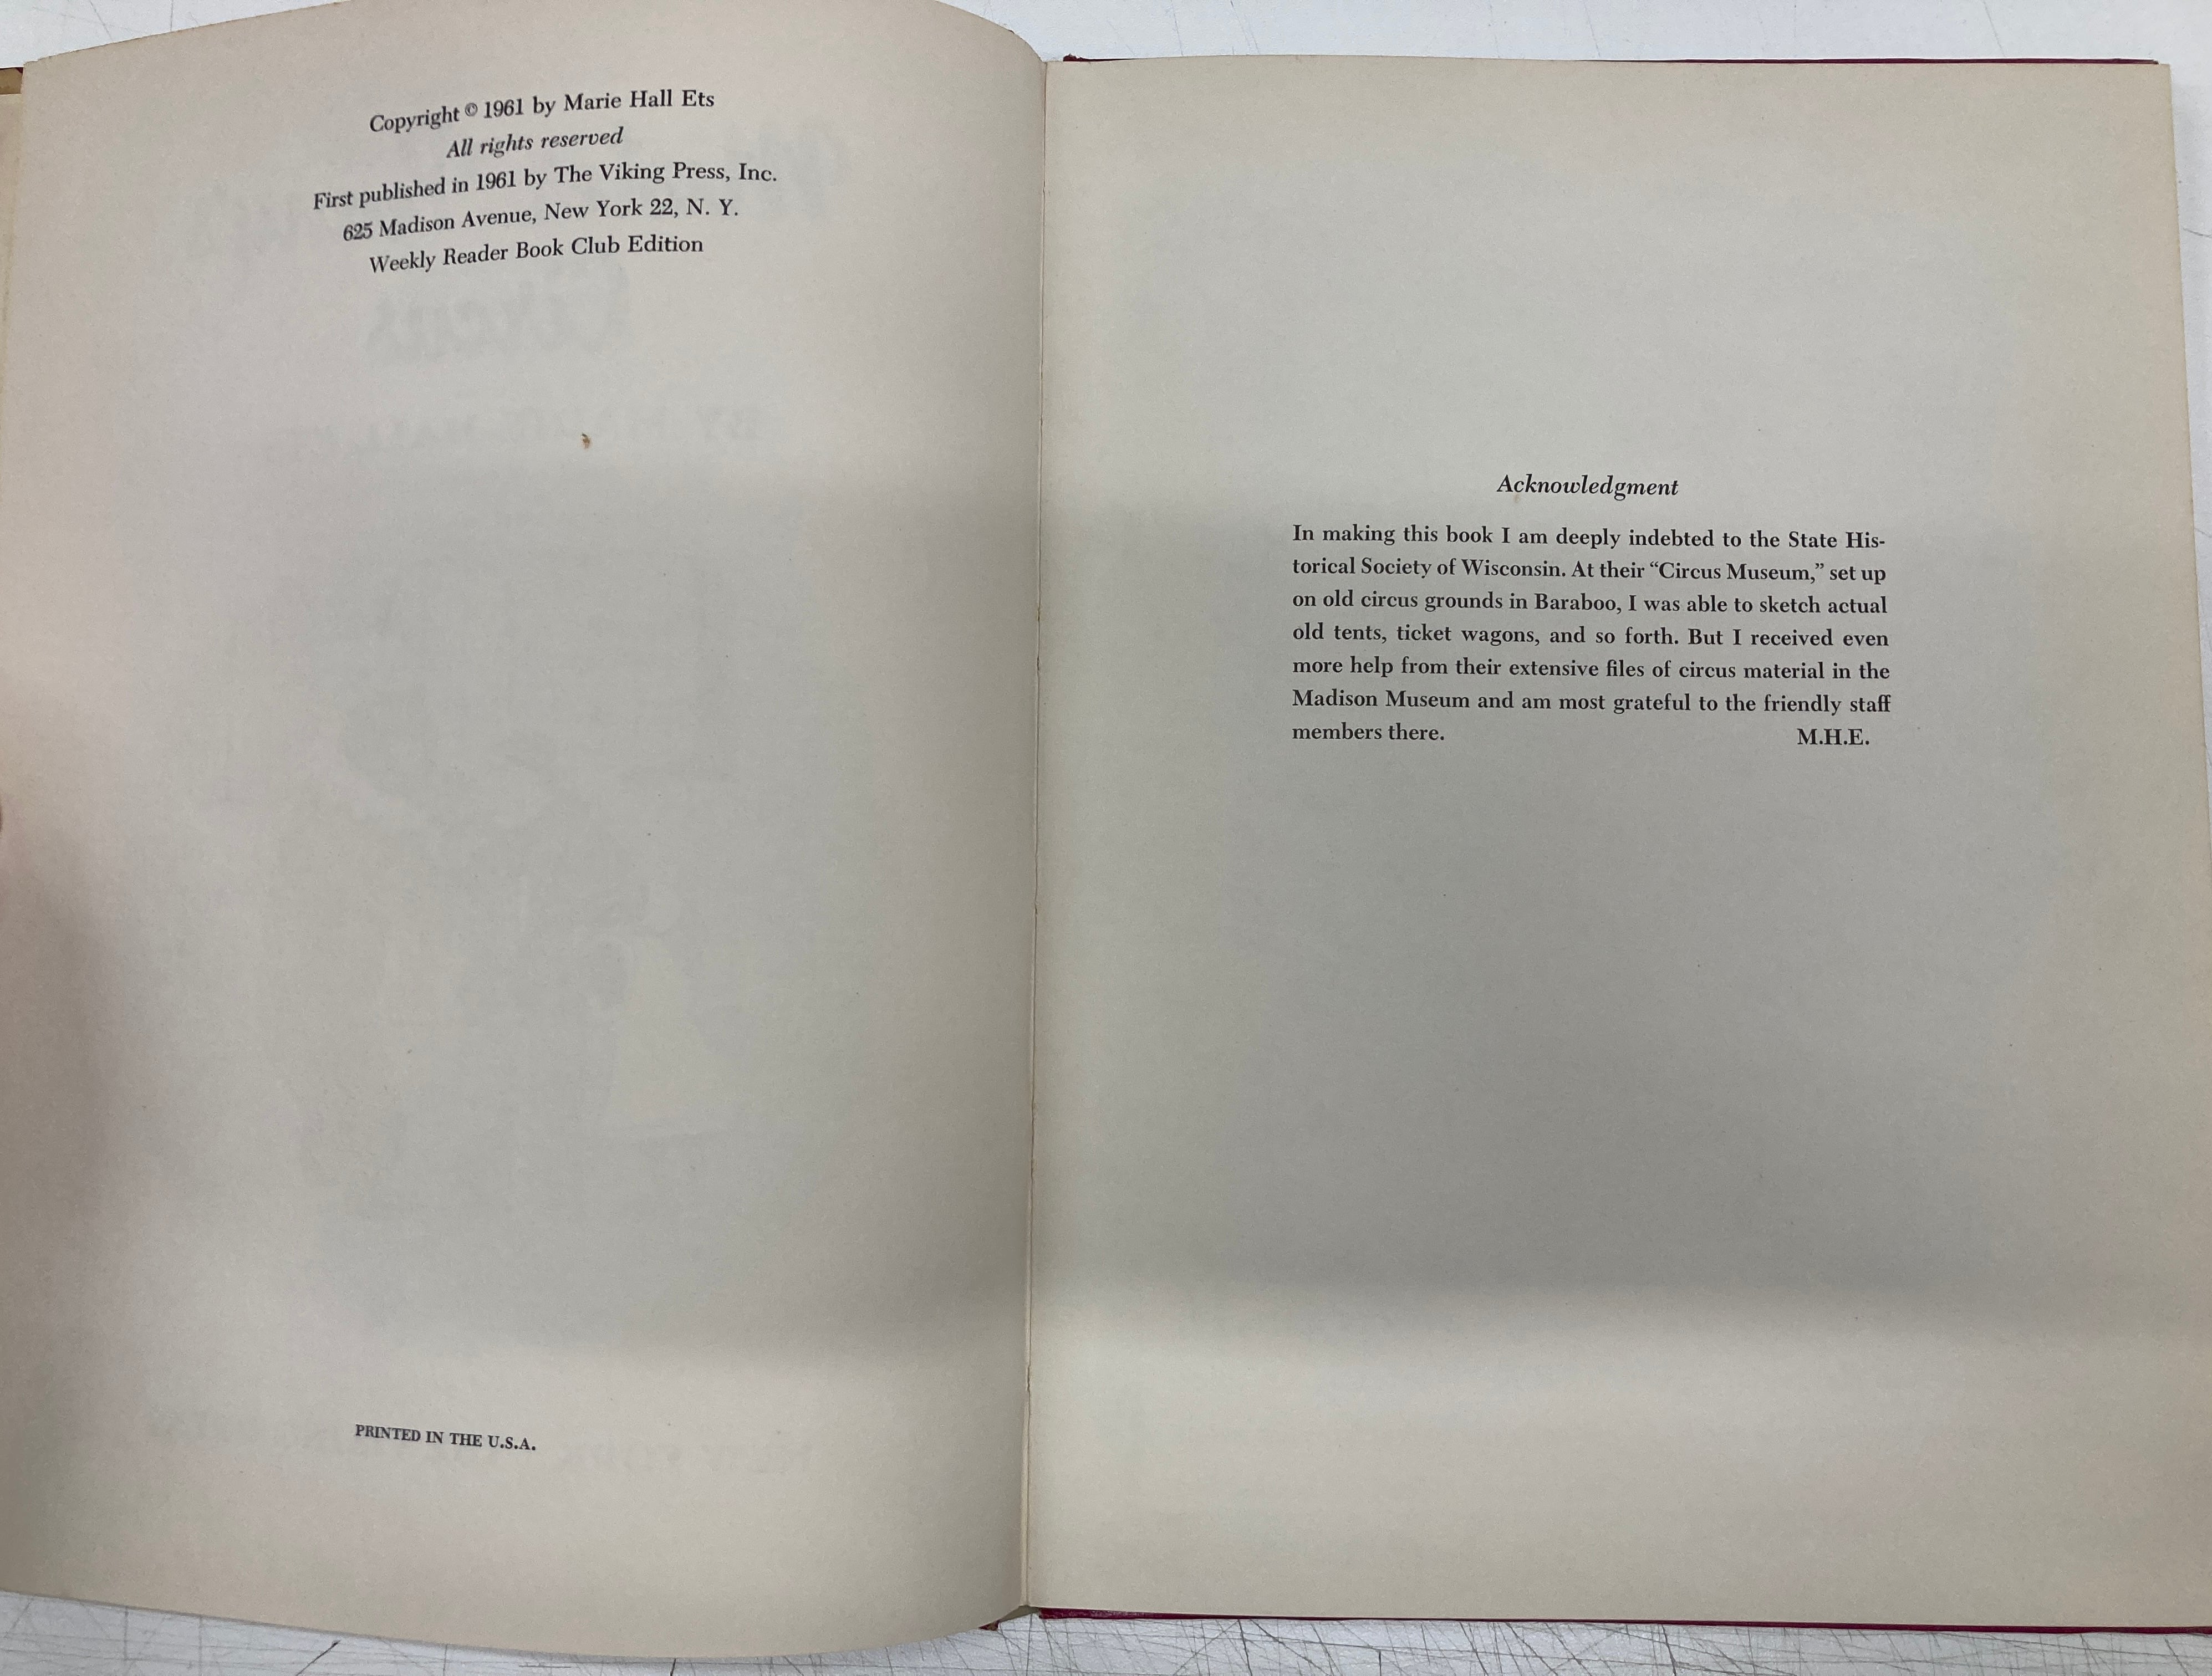 Copyright © 1961 by Marie Hall Ets
All rights reserved
First published in 1961 by The Viking Press, Inc.
625 Madison Avenue, New York 22, N. Y.
Weekly Reader Book Club Edition
PRINTED IN THE U.S.A.
Acknowledgment
In making this book I am deeply indebted to the State His-
torical Society of Wisconsin. At their “Circus Museum,” set up
on old circus grounds in Baraboo, I was able to sketch actual
old tents, ticket wagons, and so forth. But I received even
more help from their extensive files of circus material in the
Madison Museum and am most grateful to the friendly staff
members there. M.H.E.